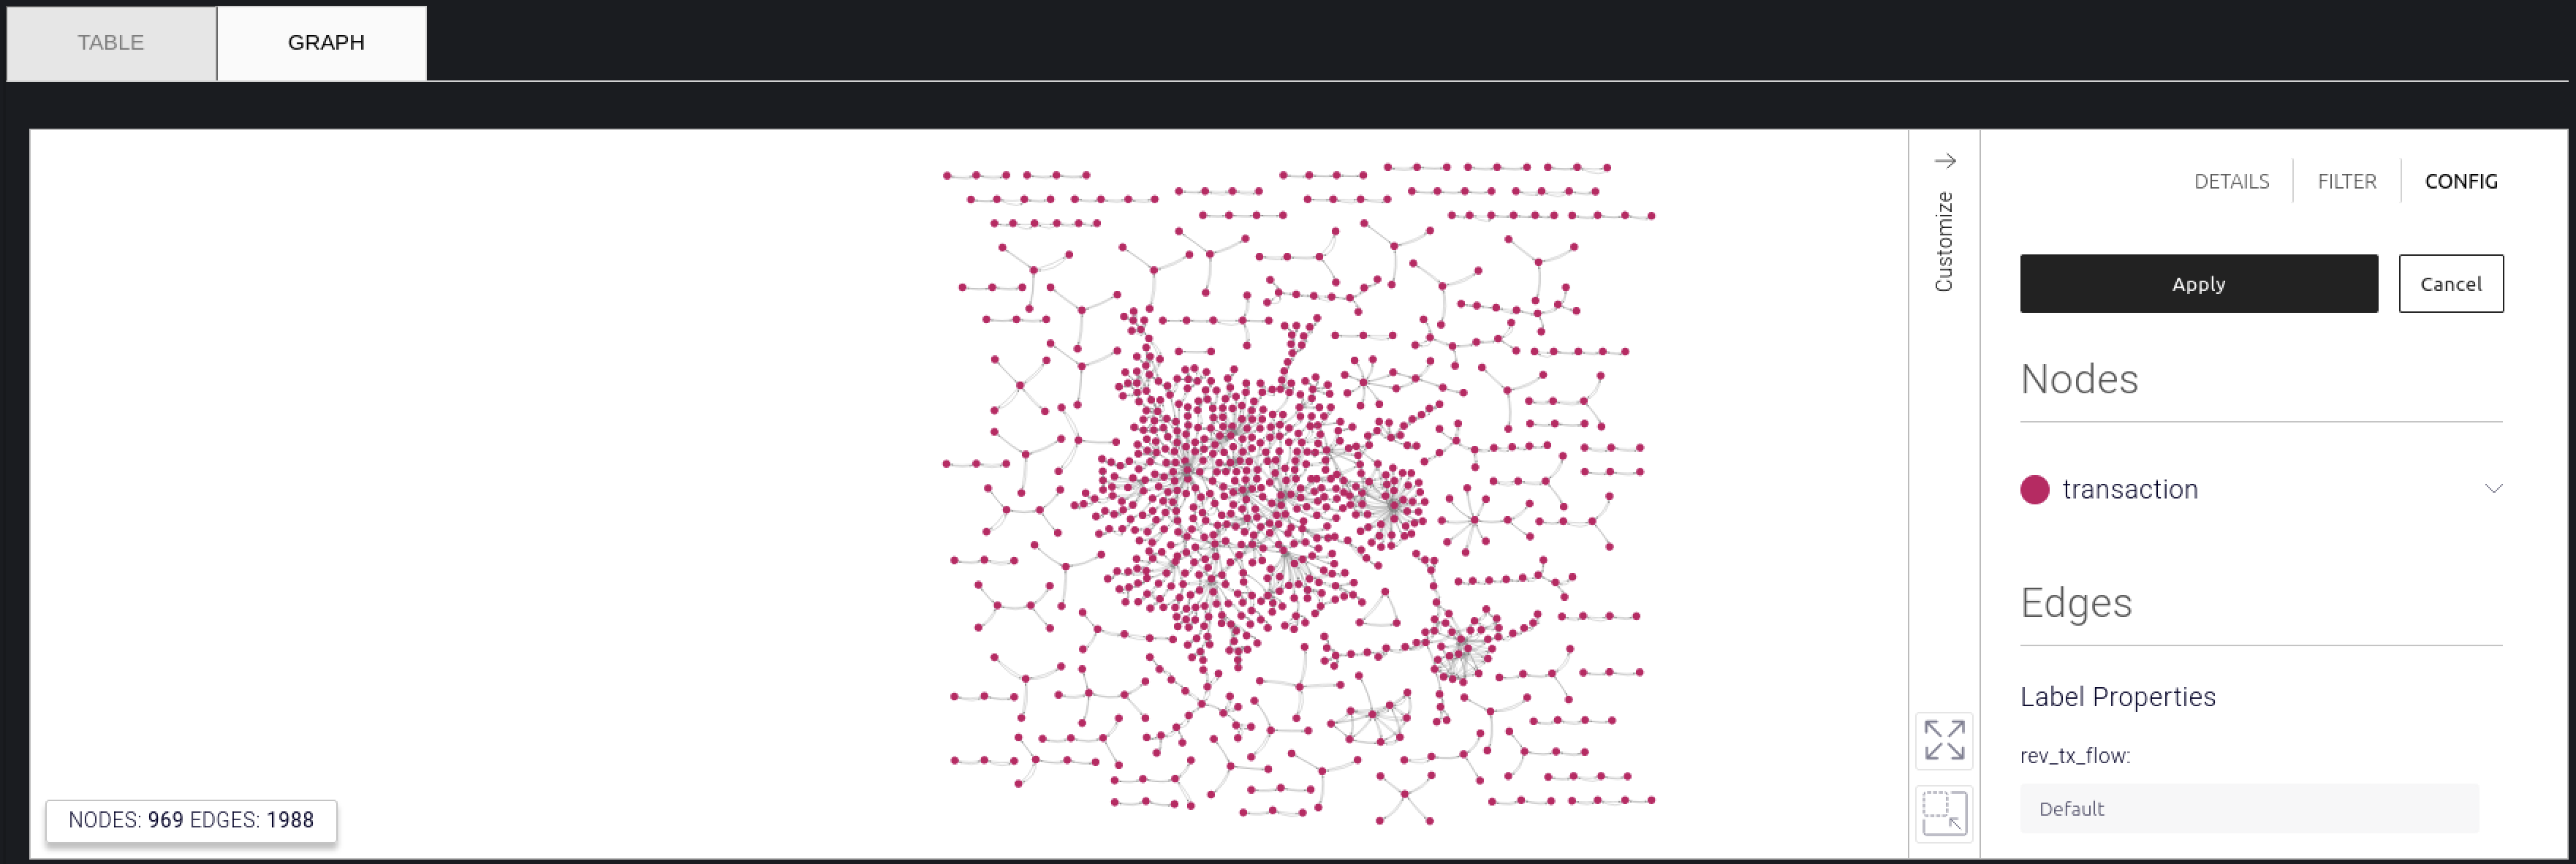 TABLE
GRAPH
Customize
DETAILS
FILTER
CONFIG
Apply
Cancel
Nodes
transaction
Edges
Label Properties
rev_tx_flow:
Default
NODES: 969 EDGES: 1988